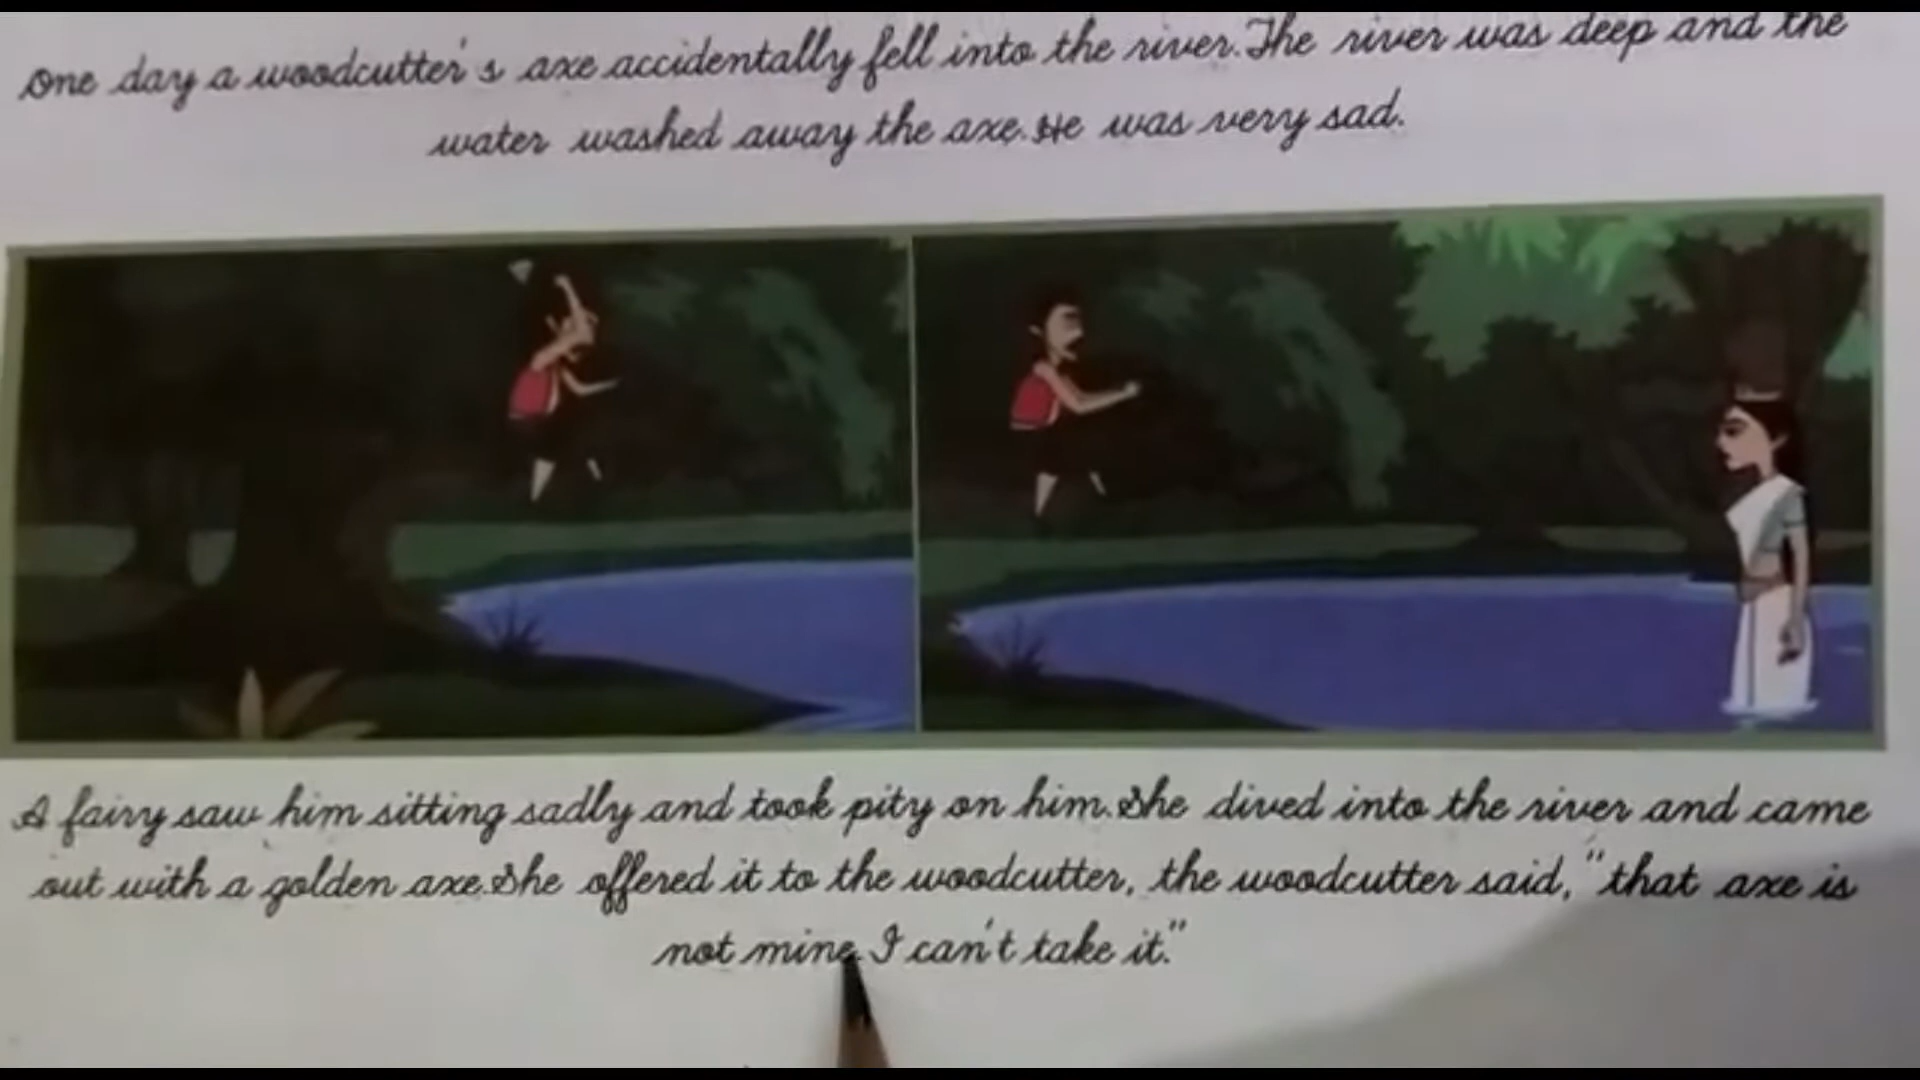 One day a woodcutter's axe accidentally fell into the river. The river was deep and the
water washed away the axe. He was very sad.
A fairy saw him sitting sadly and took pity on him. She dived into the river and came
out with a golden axe. She offered it to the woodcutter, the woodcutter said, "that axe is
not mine. I can't take it."